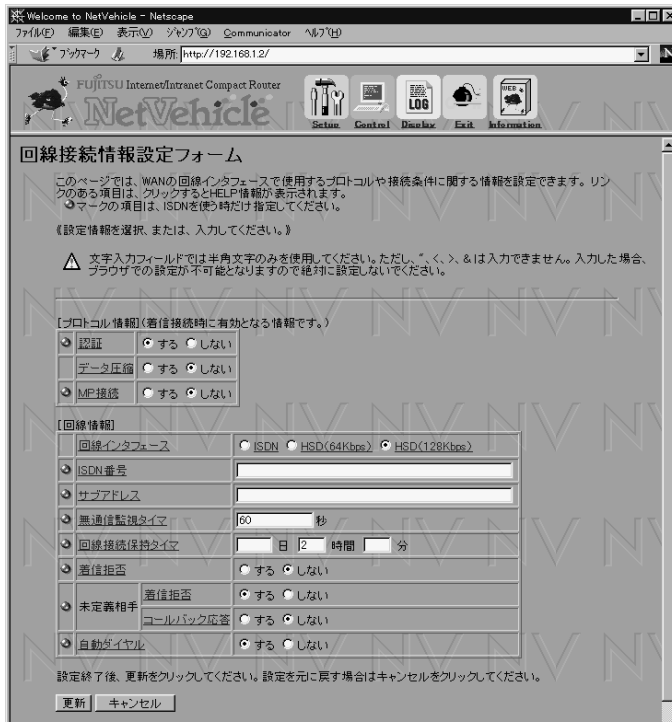 Welcome to NetVehicle - Netscape
ファイル(F) 編集(E) 表示(V) ジャンプ(G) Communicator ヘルプ(H)
ブックマーク 場所: http://192.168.1.2/
FUJITSU Internet/Intranet Compact Router
NetVehicle
LOG
WEB
Setup Control Display Exit Information
回線接続情報設定フォーム
このページでは、WANの回線インタフェースで使用するプロトコルや接続条件に関する情報を設定できます。リン
クのある項目は、クリックするとHELP情報が表示されます。
マークの項目は、ISDNを使う時だけ指定してください。
《設定情報を選択、または、入力してください。》
文字入力フィールドでは半角文字のみを使用してください。ただし、"、<、>、&は入力できません。入力した場合、
ブラウザでの設定が不可能となりますので絶対に設定しないでください。
[プロトコル情報](着信接続時に有効となる情報です。)
認証 する しない
データ圧縮 する しない
MP接続 する しない
[回線情報]
回線インタフェース ISDN HSD(64Kbps) HSD(128Kbps)
ISDN番号
サブアドレス
無通信監視タイマ 60 秒
回線接続保持タイマ 日 2 時間 分
着信拒否 する しない
未定義相手 着信拒否 する しない
コールバック応答 する しない
自動ダイヤル する しない
設定終了後、更新をクリックしてください。設定を元に戻す場合はキャンセルをクリックしてください。
更新 キャンセル